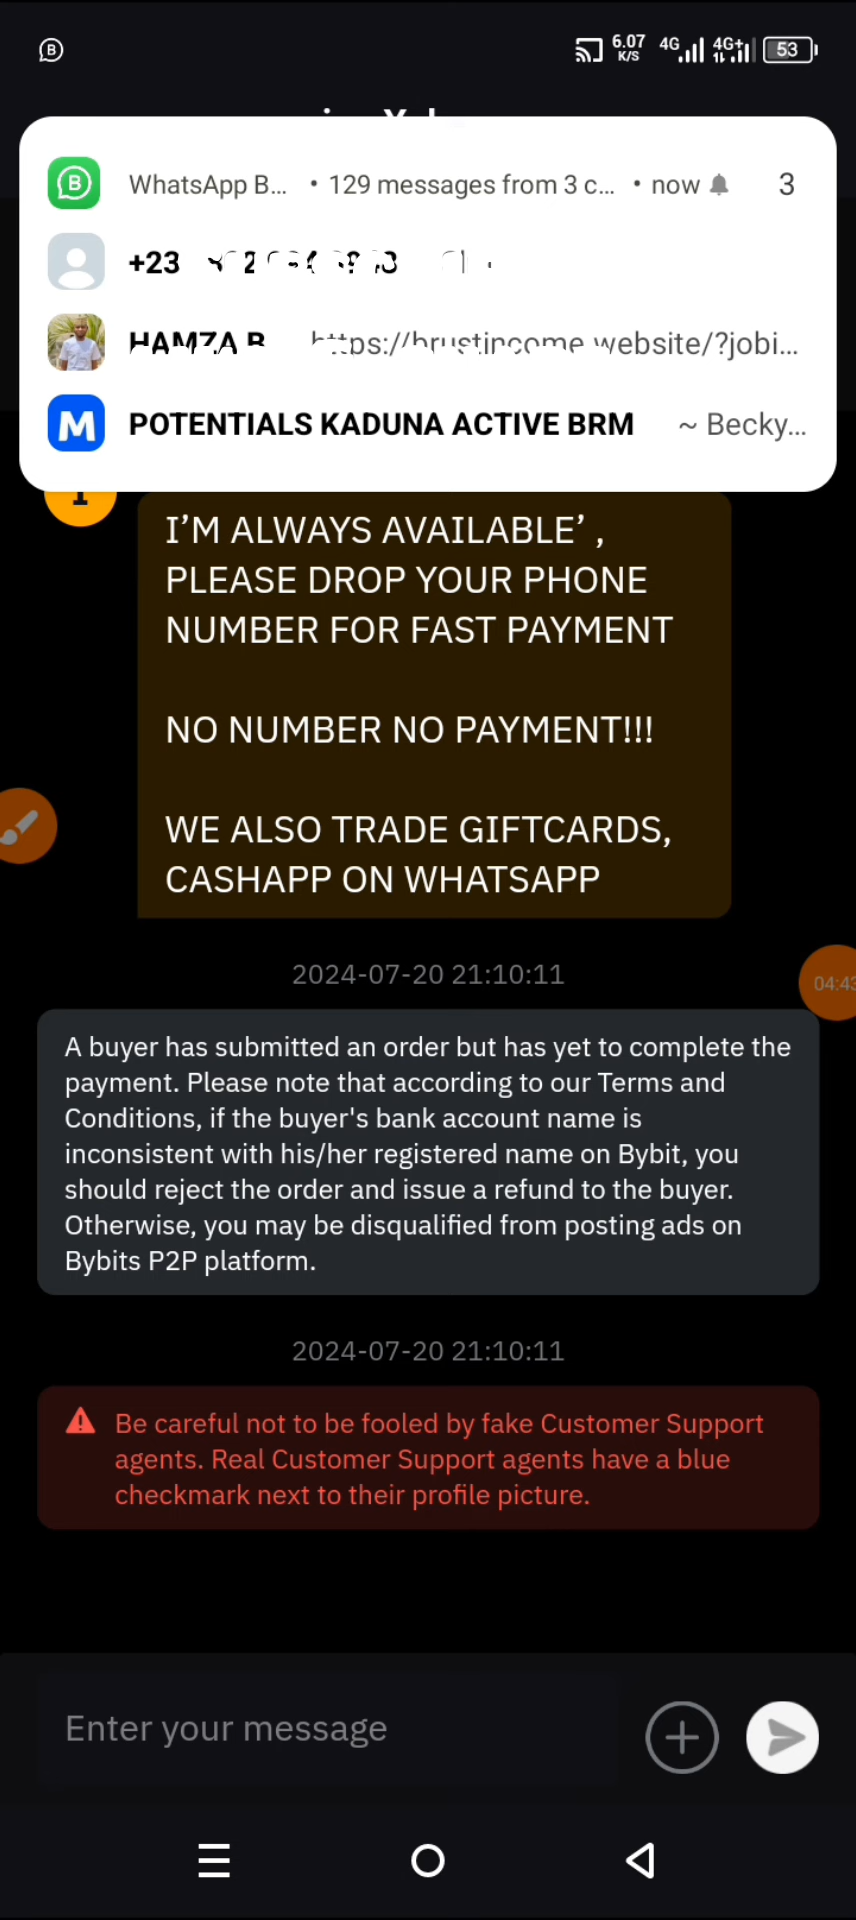 6.07
K/S
4G
4G+
53
WhatsApp B... • 129 messages from 3 c... • now 3
+23
HAMZA B https://brustincome.website/?jobi...
POTENTIALS KADUNA ACTIVE BRM ~ Becky...
I’M ALWAYS AVAILABLE’ ,
PLEASE DROP YOUR PHONE
NUMBER FOR FAST PAYMENT
NO NUMBER NO PAYMENT!!!
WE ALSO TRADE GIFTCARDS,
CASHAPP ON WHATSAPP
2024-07-20 21:10:11
04:43
A buyer has submitted an order but has yet to complete the
payment. Please note that according to our Terms and
Conditions, if the buyer's bank account name is
inconsistent with his/her registered name on Bybit, you
should reject the order and issue a refund to the buyer.
Otherwise, you may be disqualified from posting ads on
Bybits P2P platform.
2024-07-20 21:10:11
Be careful not to be fooled by fake Customer Support
agents. Real Customer Support agents have a blue
checkmark next to their profile picture.
Enter your message